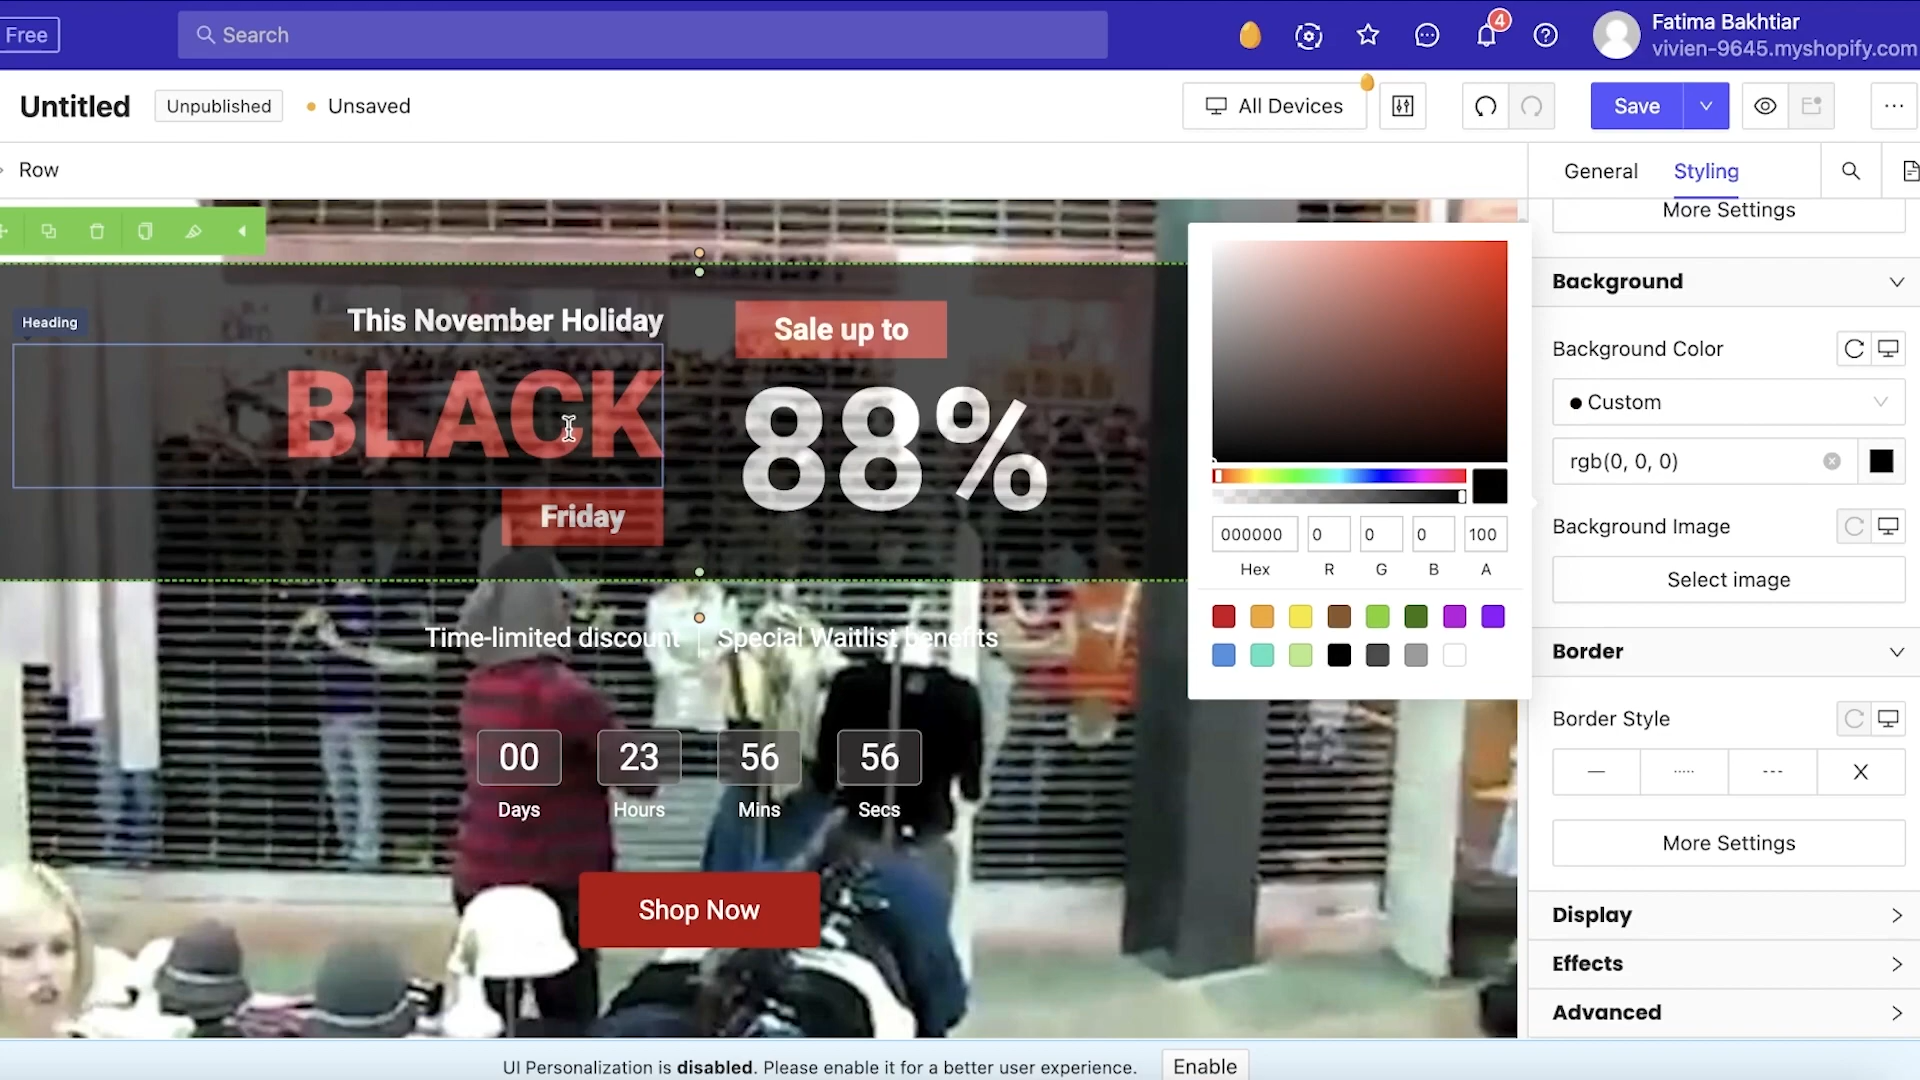 Free
Search
4
Fatima Bakhtiar
vivien-9645.myshopify.com
Untitled
Unpublished
Unsaved
All Devices
Save
Row
General
Styling
More Settings
Background
Background Color
Custom
rgb(0, 0, 0)
Background Image
Select image
Border
Border Style
More Settings
Display
Effects
Advanced
000000 0 0 0 100
Hex R G B A
Heading
This November Holiday
BLACK
Friday
Sale up to
88%
Time-limited discount
Special Waitlist benefits
00 23 56 56
Days Hours Mins Secs
Shop Now
UI Personalization is disabled. Please enable it for a better user experience.
Enable